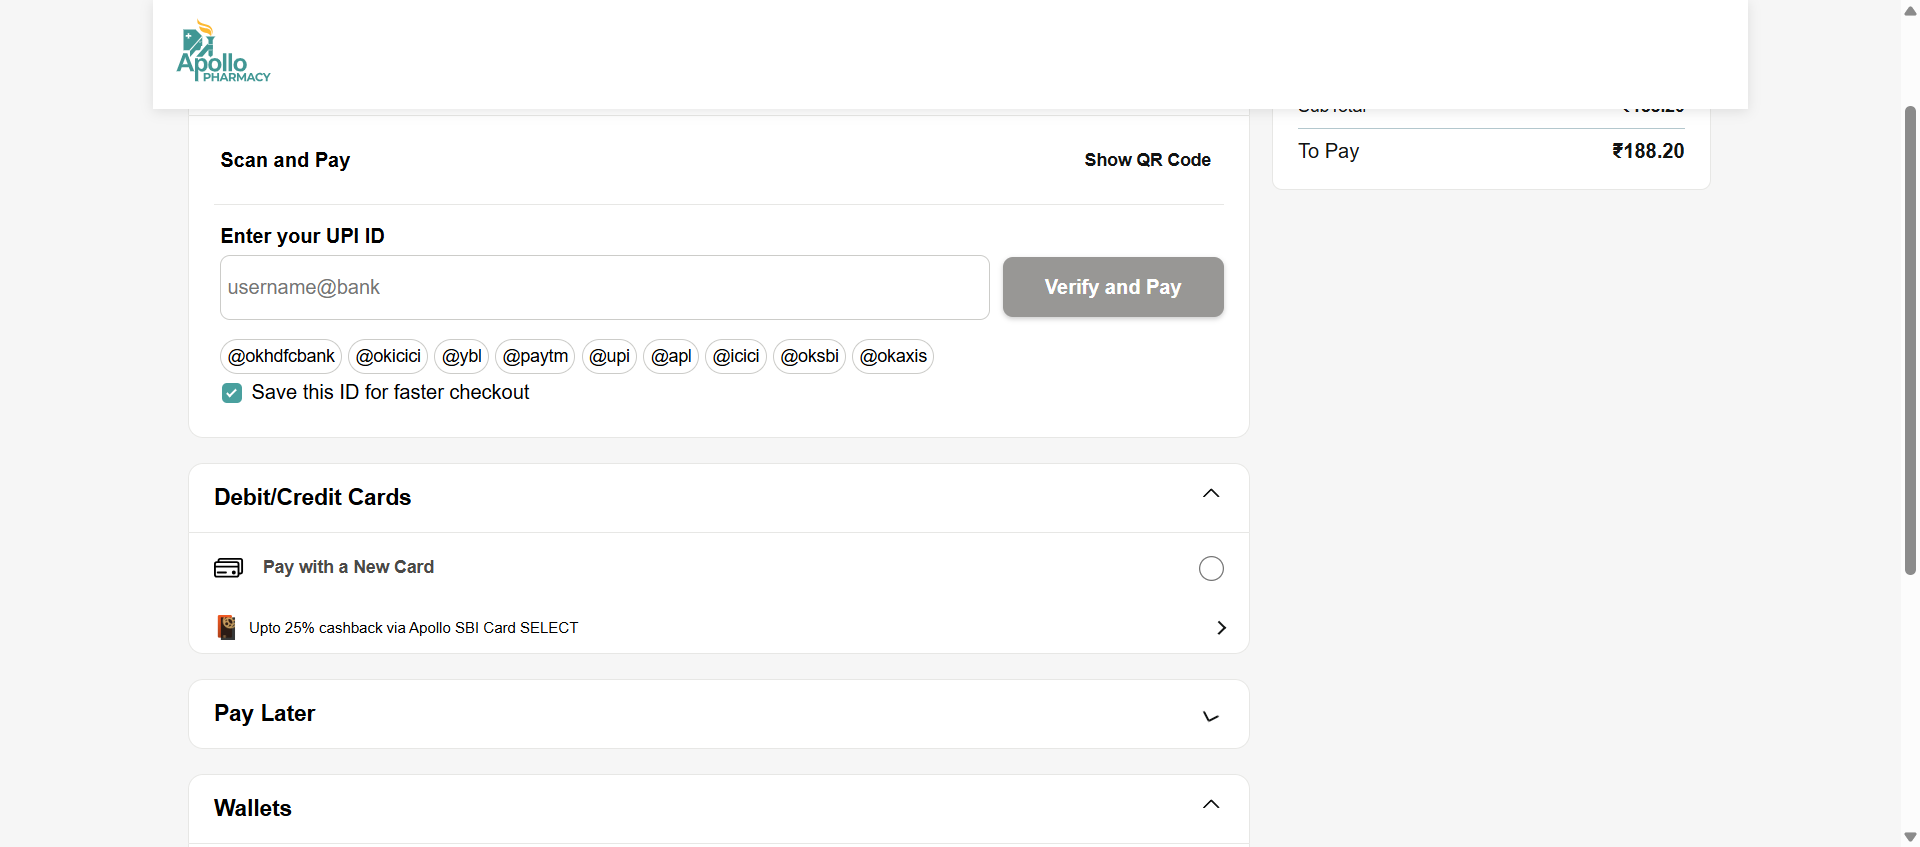 Apollo
PHARMACY
To Pay ₹188.20
Scan and Pay Show QR Code
Enter your UPI ID
username@bank Verify and Pay
@okhdfcbank @okicici @ybl @paytm @upi @apl @icici @oksbi @okaxis
Save this ID for faster checkout
Debit/Credit Cards
Pay with a New Card
Upto 25% cashback via Apollo SBI Card SELECT
Pay Later
Wallets